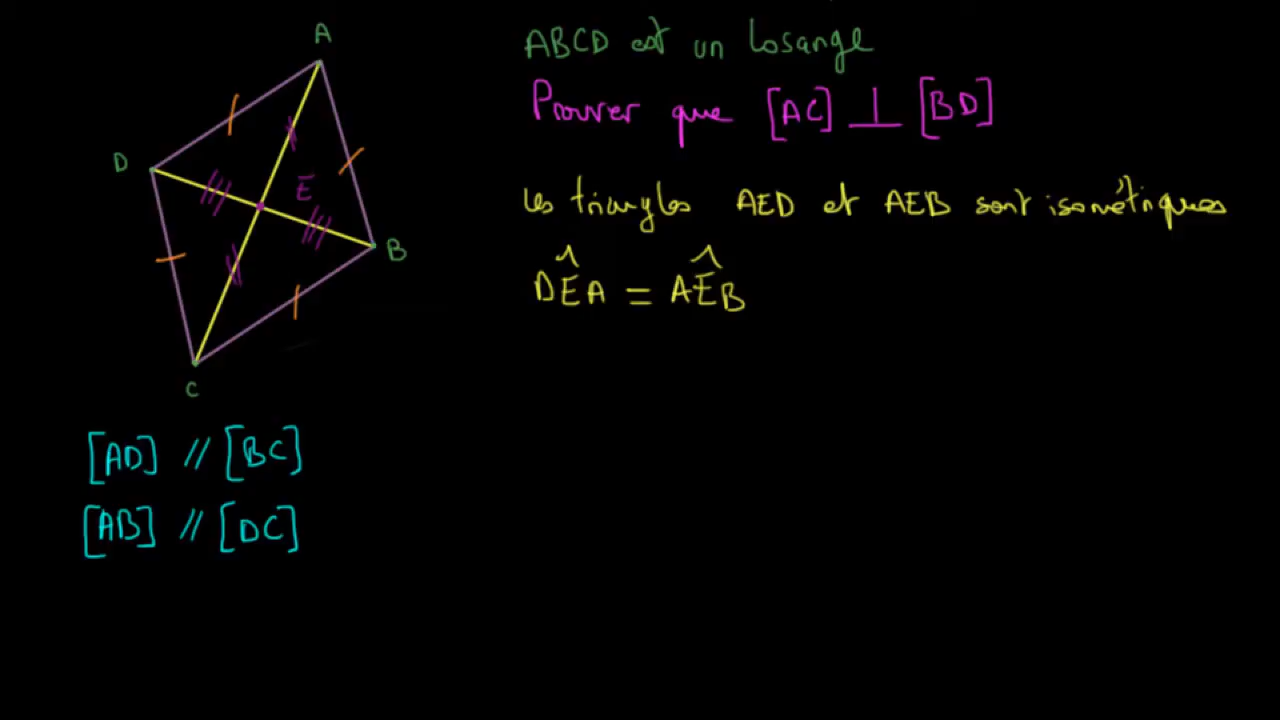 A
D
E
B
C
[AD] // [BC]
[AB] // [DC]
ABCD est un losange
Prouver que [AC] ⊥ [BD]
Les triangles AED et AEB sont isométriques
DÊA = AÊB